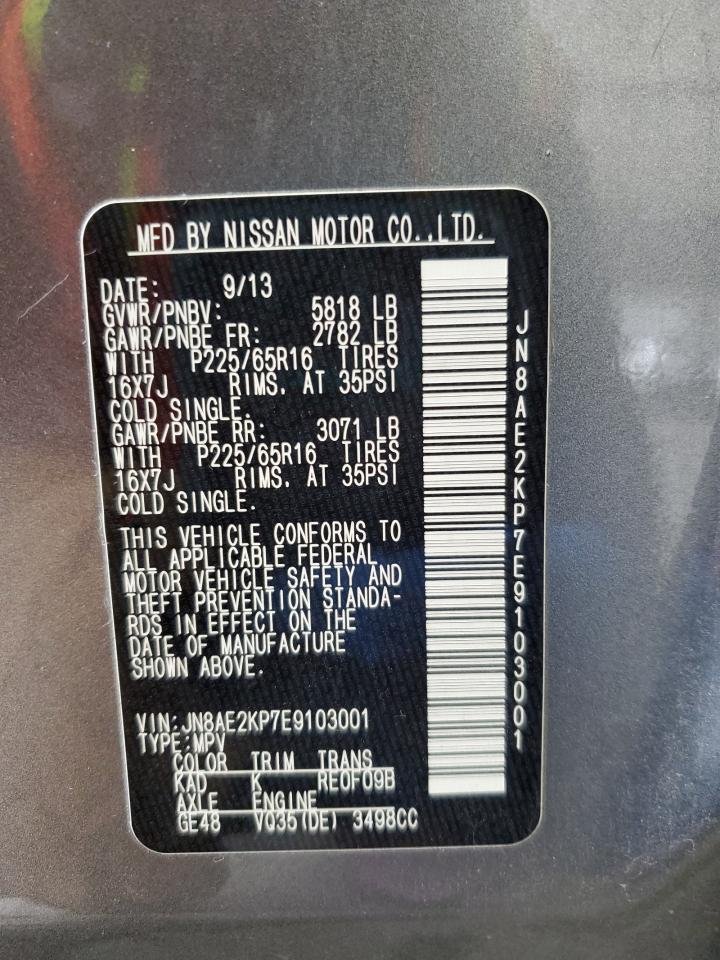 MFD BY NISSAN MOTOR CO.,LTD.
DATE: 9/13
GVWR/PNBV: 5818 LB
GAWR/PNBE FR: 2782 LB
WITH P225/65R16 TIRES
16X7J RIMS, AT 35PSI
COLD SINGLE.
GAWR/PNBE RR: 3071 LB
WITH P225/65R16 TIRES
16X7J RIMS, AT 35PSI
COLD SINGLE.
THIS VEHICLE CONFORMS TO
ALL APPLICABLE FEDERAL
MOTOR VEHICLE SAFETY AND
THEFT PREVENTION STANDA-
RDS IN EFFECT ON THE
DATE OF MANUFACTURE
SHOWN ABOVE.
VIN:JN8AE2KP7E9103001
TYPE:MPV
COLOR TRIM TRANS
KAD K RE0F09B
AXLE ENGINE
GE48 VQ35(DE) 3498CC
JN8AE2KP7E9103001